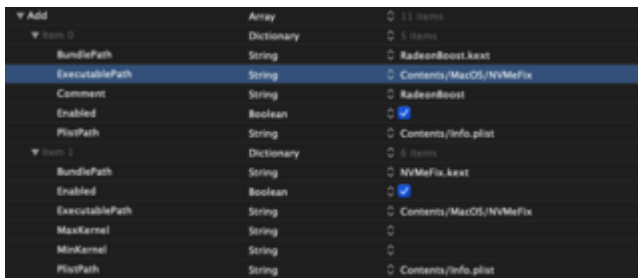 Add Array 11 items
Item 0 Dictionary 5 items
BundlePath String RadeonBoost.kext
ExecutablePath String Contents/MacOS/NVMeFix
Comment String RadeonBoost
Enabled Boolean
PlistPath String Contents/Info.plist
Item 1 Dictionary 6 items
BundlePath String NVMeFix.kext
Enabled Boolean
ExecutablePath String Contents/MacOS/NVMeFix
MaxKernel String
MinKernel String
PlistPath String Contents/Info.plist